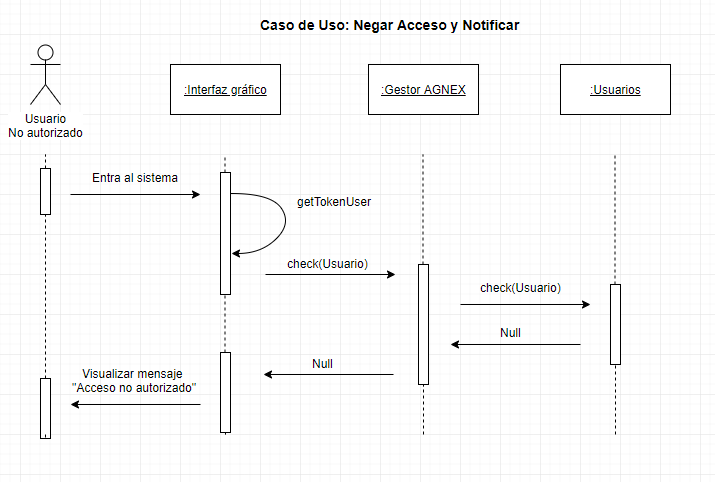 Caso de Uso: Negar Acceso y Notificar
:Interfaz gráfico
:Gestor AGNEX
:Usuarios
Usuario
No autorizado
Entra al sistema
getTokenUser
check(Usuario)
check(Usuario)
Null
Null
Visualizar mensaje
"Acceso no autorizado"